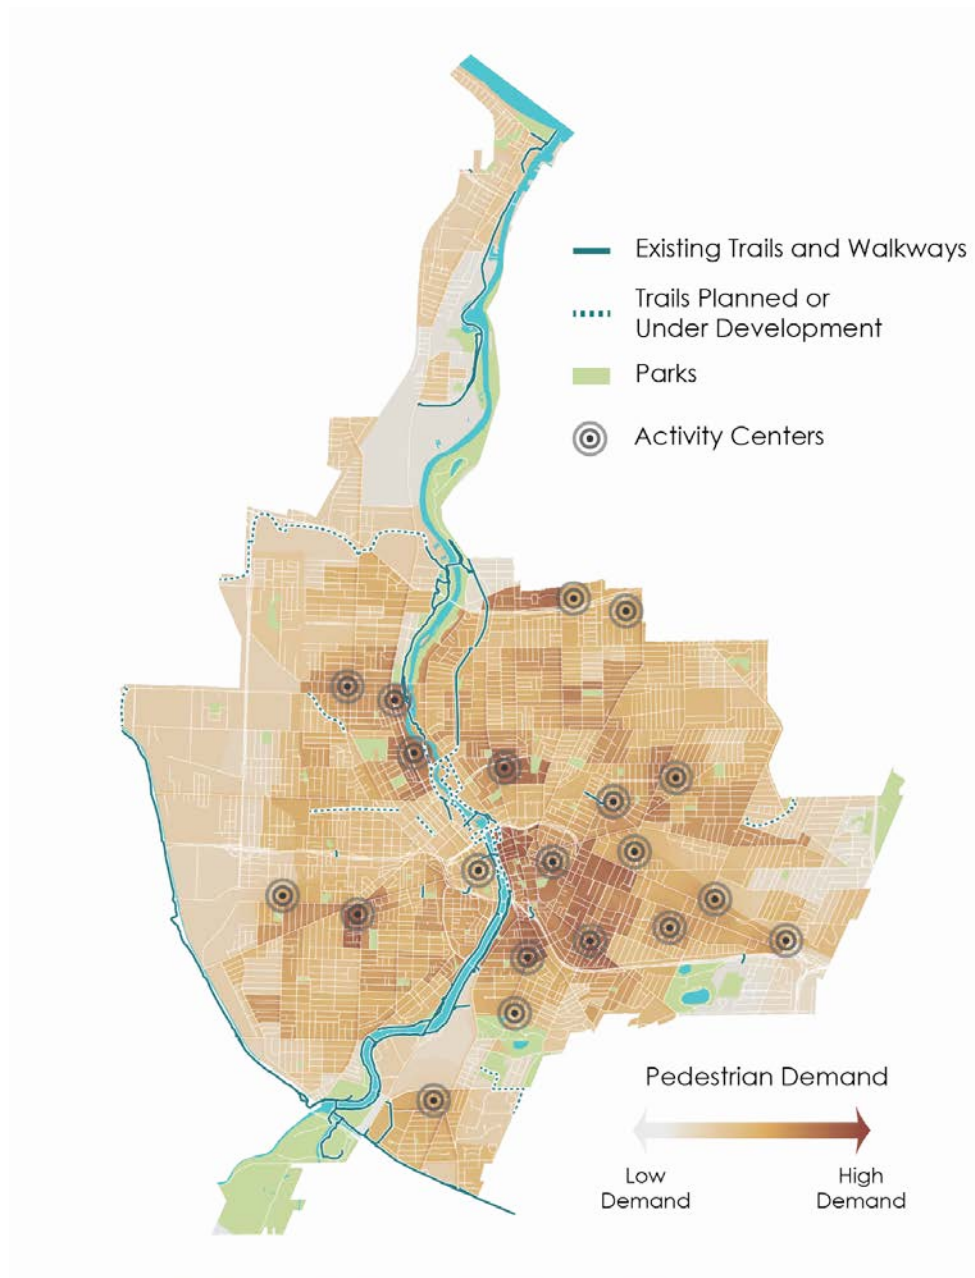 Existing Trails and Walkways
Trails Planned or
Under Development
Parks
Activity Centers
Pedestrian Demand
Low
Demand
High
Demand